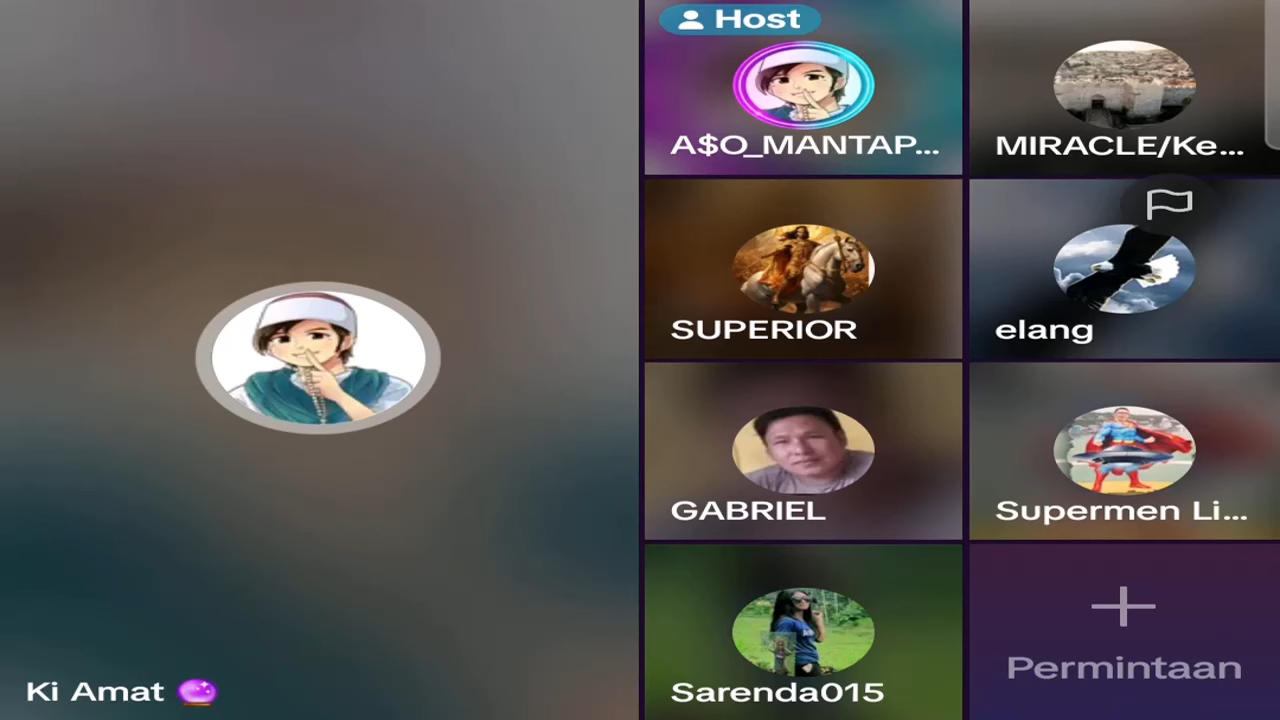 Host
A$O_MANTAP...
MIRACLE/Ke...
SUPERIOR
elang
GABRIEL
Supermen Li...
Sarenda015
Permintaan
Ki Amat 🔮